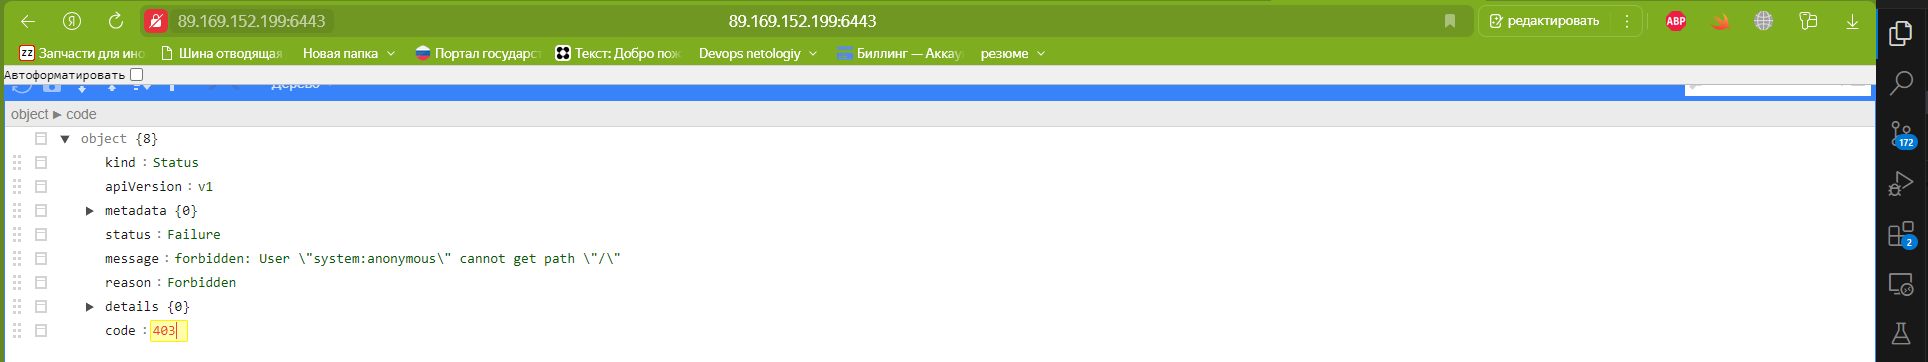 89.169.152.199:6443 89.169.152.199:6443 редактировать ABP
ZZ Запчасти для ино Шина отводящая Новая папка Портал государст Текст: Добро пож Devops netologiy Биллинг — Аккау резюме
Автоформатировать
Дерево
object ▶ code
▼ object {8}
kind : Status
apiVersion : v1
▶ metadata {0}
status : Failure
message : forbidden: User \"system:anonymous\" cannot get path \"/\"
reason : Forbidden
▶ details {0}
code : 403
172
2